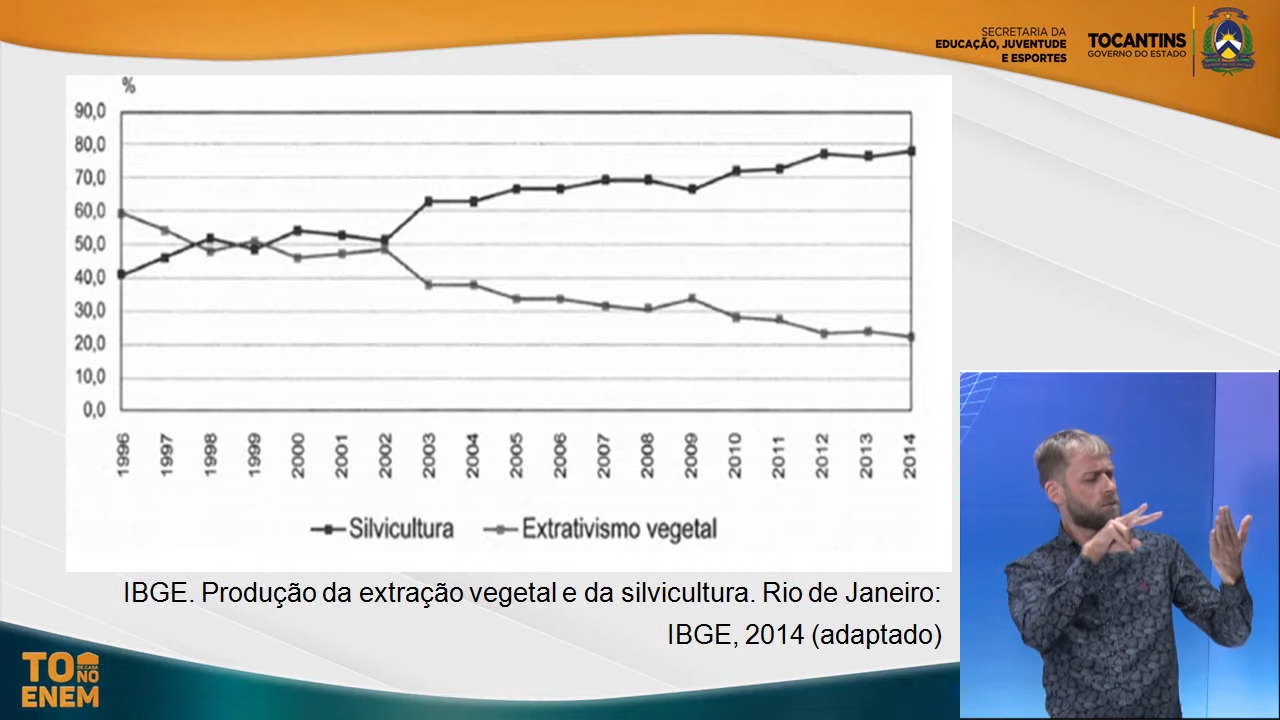 SECRETARIA DA
EDUCAÇÃO, JUVENTUDE
E ESPORTES
TOCANTINS
GOVERNO DO ESTADO
%
90,0
80,0
70,0
60,0
50,0
40,0
30,0
20,0
10,0
0,0
1996 1997 1998 1999 2000 2001 2002 2003 2004 2005 2006 2007 2008 2009 2010 2011 2012 2013 2014
Silvicultura Extrativismo vegetal
IBGE. Produção da extração vegetal e da silvicultura. Rio de Janeiro:
IBGE, 2014 (adaptado)
TO DE CASA
NO
ENEM